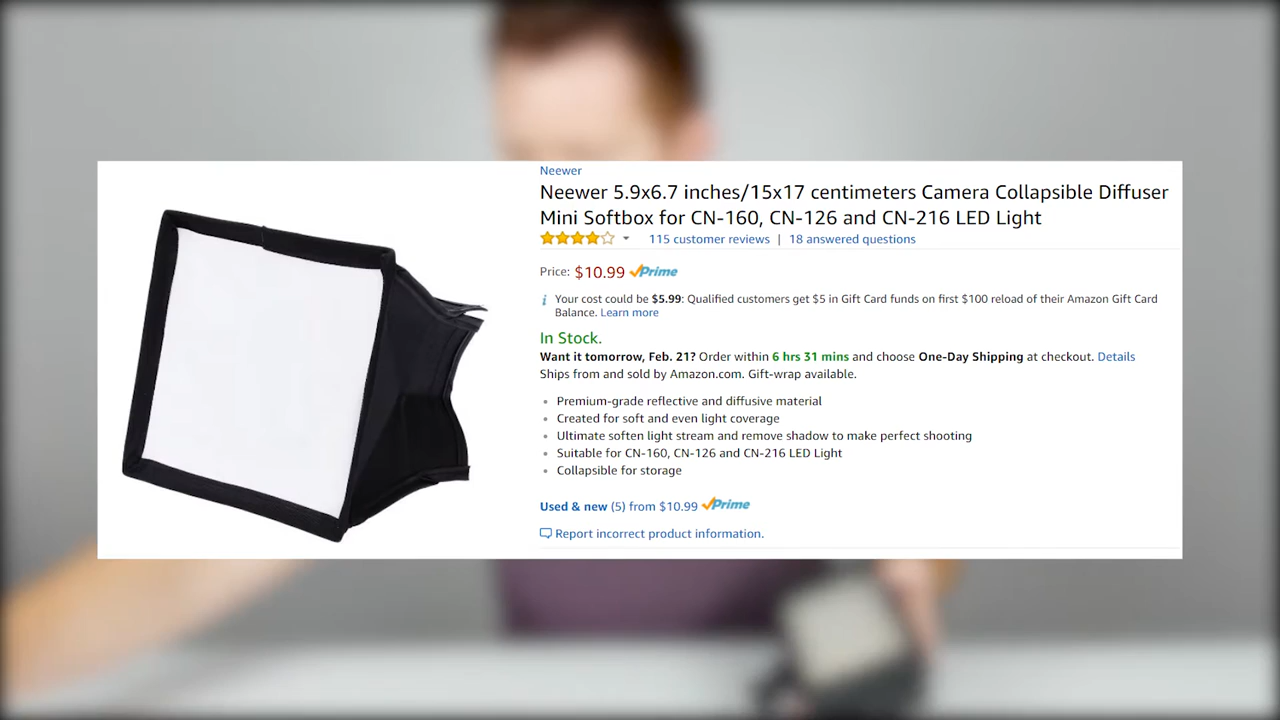 Neewer
Neewer 5.9x6.7 inches/15x17 centimeters Camera Collapsible Diffuser
Mini Softbox for CN-160, CN-126 and CN-216 LED Light
115 customer reviews | 18 answered questions
Price: $10.99 Prime
Your cost could be $5.99: Qualified customers get $5 in Gift Card funds on first $100 reload of their Amazon Gift Card
Balance. Learn more
In Stock.
Want it tomorrow, Feb. 21? Order within 6 hrs 31 mins and choose One-Day Shipping at checkout. Details
Ships from and sold by Amazon.com. Gift-wrap available.
• Premium-grade reflective and diffusive material
• Created for soft and even light coverage
• Ultimate soften light stream and remove shadow to make perfect shooting
• Suitable for CN-160, CN-126 and CN-216 LED Light
• Collapsible for storage
Used & new (5) from $10.99 Prime
Report incorrect product information.